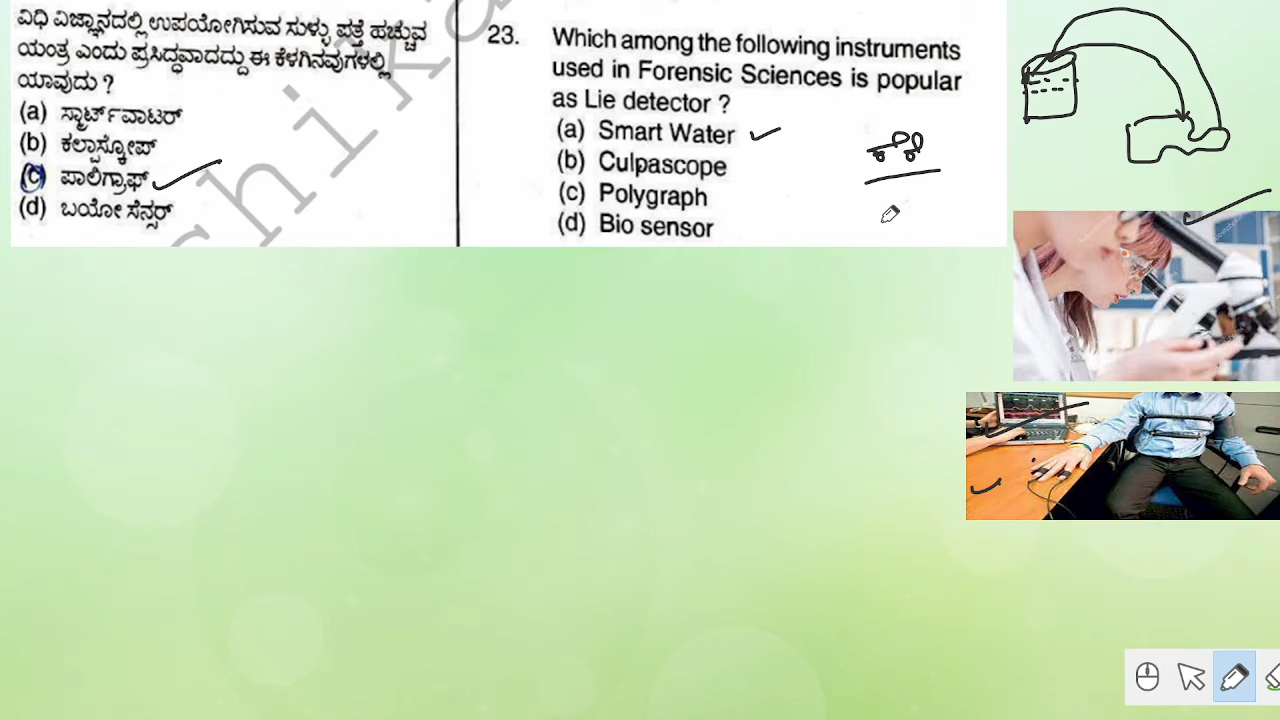 ವಿಧಿ ವಿಜ್ಞಾನದಲ್ಲಿ ಉಪಯೋಗಿಸುವ ಸುಳ್ಳು ಪತ್ತೆ ಹಚ್ಚುವ
ಯಂತ್ರ ಎಂದು ಪ್ರಸಿದ್ಧವಾದದ್ದು ಈ ಕೆಳಗಿನವುಗಳಲ್ಲಿ
ಯಾವುದು ?
(a) ಸ್ಮಾರ್ಟ್‌ವಾಟರ್
(b) ಕಲ್ಪಾಸ್ಕೋಪ್
(c) ಪಾಲಿಗ್ರಾಫ್
(d) ಬಯೋ ಸೆನ್ಸರ್
23. Which among the following instruments
used in Forensic Sciences is popular
as Lie detector ?
(a) Smart Water
(b) Culpascope
(c) Polygraph
(d) Bio sensor